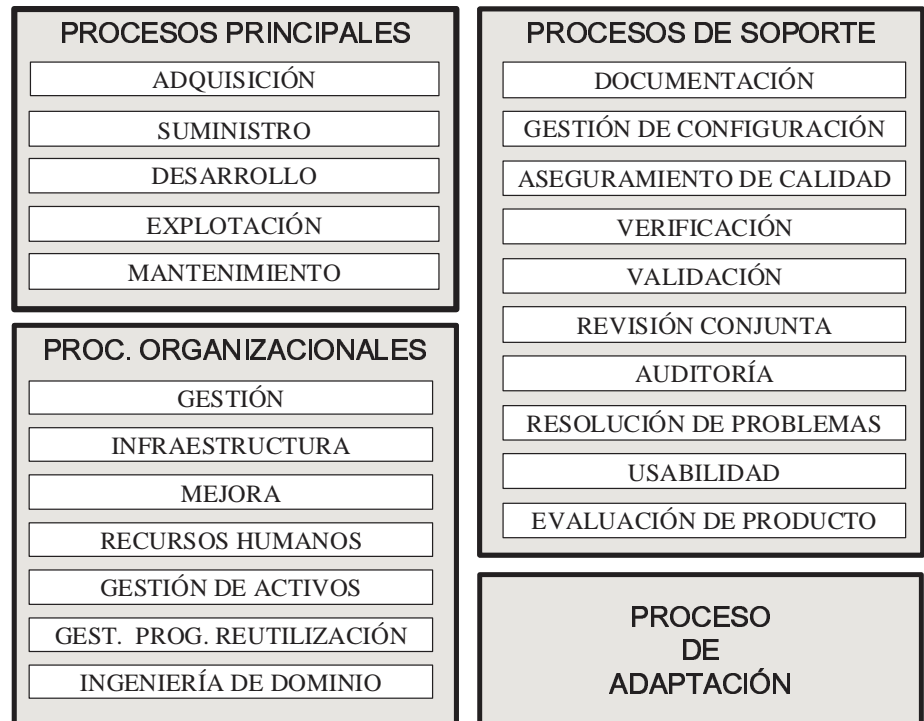 PROCESOS PRINCIPALES
ADQUISICIÓN
SUMINISTRO
DESARROLLO
EXPLOTACIÓN
MANTENIMIENTO
PROC. ORGANIZACIONALES
GESTIÓN
INFRAESTRUCTURA
MEJORA
RECURSOS HUMANOS
GESTIÓN DE ACTIVOS
GEST. PROG. REUTILIZACIÓN
INGENIERÍA DE DOMINIO
PROCESOS DE SOPORTE
DOCUMENTACIÓN
GESTIÓN DE CONFIGURACIÓN
ASEGURAMIENTO DE CALIDAD
VERIFICACIÓN
VALIDACIÓN
REVISIÓN CONJUNTA
AUDITORÍA
RESOLUCIÓN DE PROBLEMAS
USABILIDAD
EVALUACIÓN DE PRODUCTO
PROCESO
DE
ADAPTACIÓN